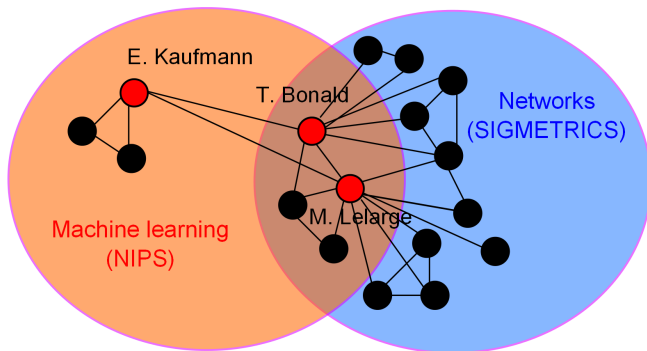 E. Kaufmann
T. Bonald
Networks
(SIGMETRICS)
M. Lelarge
Machine learning
(NIPS)